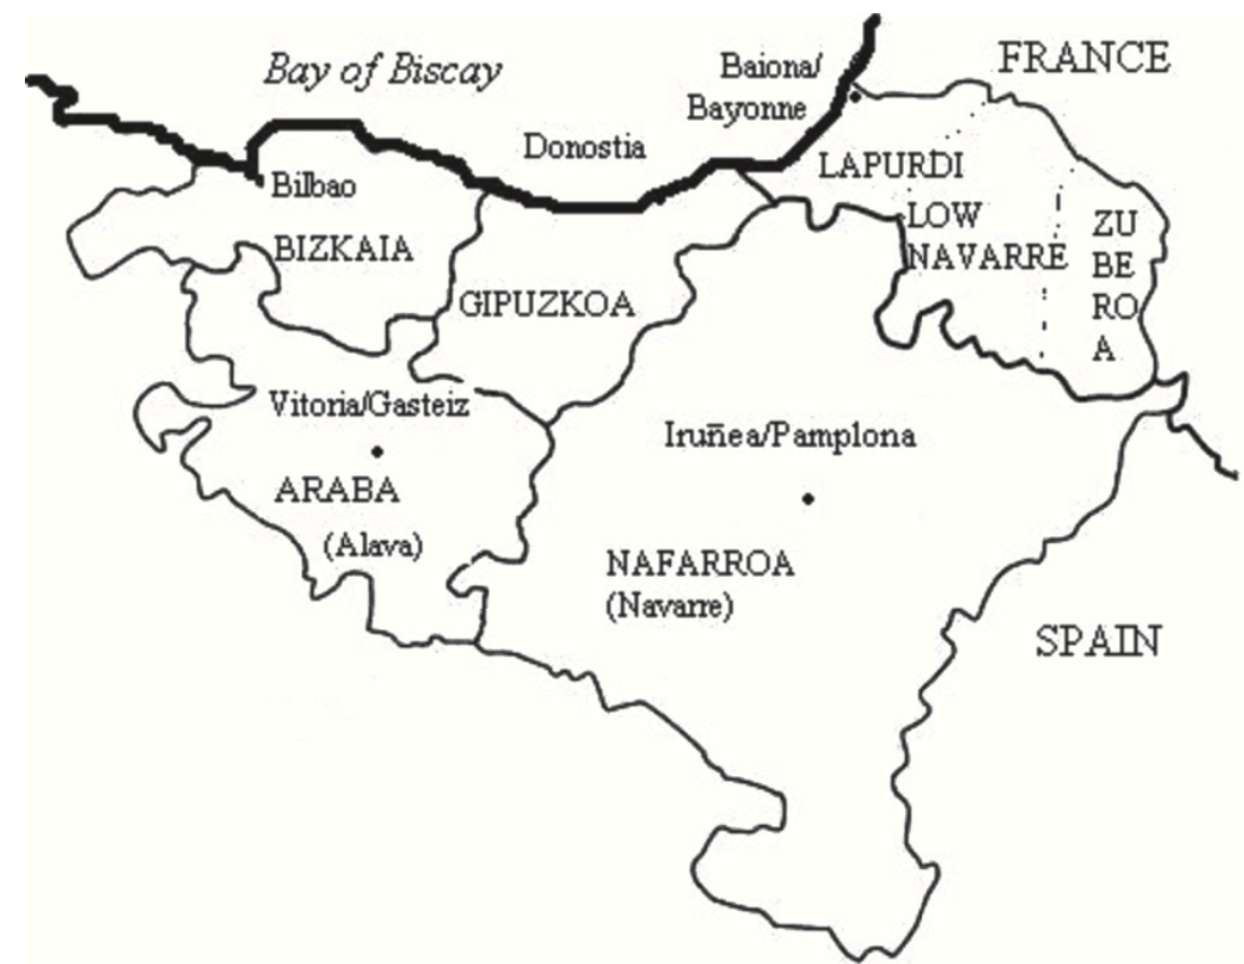 Bay of Biscay
Baiona/
Bayonne
FRANCE
Donostia
LAPURDI
Bilbao
BIZKAIA
LOW
NAVARRE
ZU
BE
RO
A
GIPUZKOA
Vitoria/Gasteiz
Iruñea/Pamplona
ARABA
(Alava)
NAFARROA
(Navarre)
SPAIN